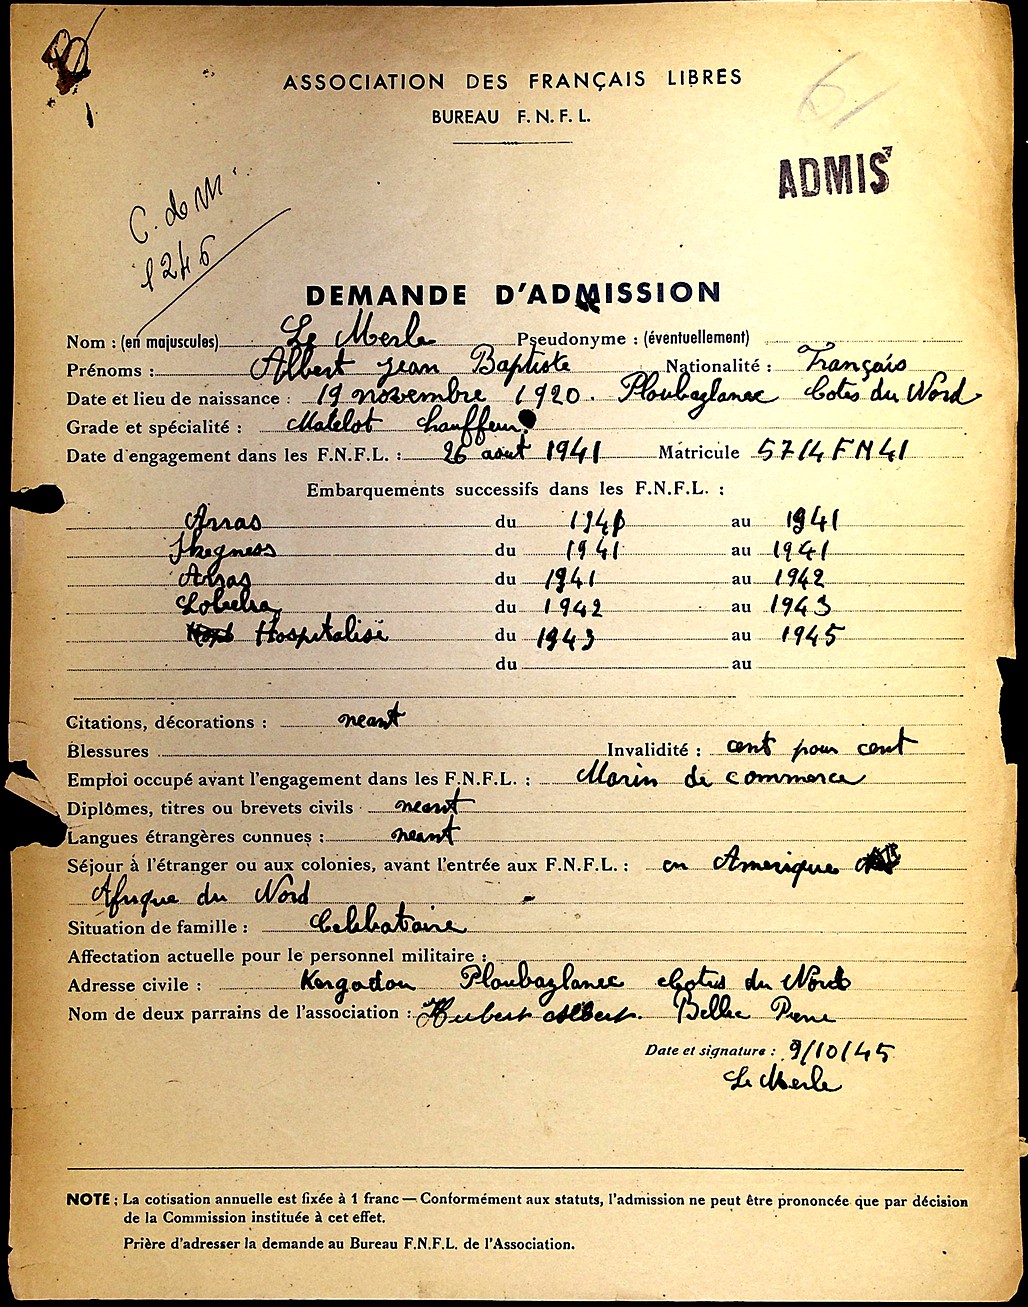 ASSOCIATION DES FRANÇAIS LIBRES
BUREAU F.N.F.L.
ADMIS
C. de M.
1246
DEMANDE D'ADMISSION
Nom : (en majuscules) Le Merle Pseudonyme : (éventuellement)
Prénoms : Albert Jean Baptiste Nationalité : Français
Date et lieu de naissance : 19 novembre 1920. Ploubazlanec Cotes du Nord
Grade et spécialité : Matelot chauffeur.
Date d'engagement dans les F.N.F.L. : 26 aout 1941 Matricule 5714 FN41
Embarquements successifs dans les F.N.F.L. :
Arras du 1941 au 1941
Skegness du 1941 au 1941
Arras du 1941 au 1942
Lobelia du 1942 au 1943
Hospitalisé du 1943 au 1945
du au
Citations, décorations : neant
Blessures Invalidité : cent pour cent
Emploi occupé avant l'engagement dans les F.N.F.L. : Marin de commerce
Diplômes, titres ou brevets civils neant
Langues étrangères connues : neant
Séjour à l'étranger ou aux colonies, avant l'entrée aux F.N.F.L. : en Amerique
Afrique du Nord
Situation de famille : Celibataire
Affectation actuelle pour le personnel militaire :
Adresse civile : Kergadou Ploubazlanec Cotes du Nord
Nom de deux parrains de l'association : Hubert Albert. Bellec Pierre
Date et signature : 9/10/45
Le Merle
NOTE : La cotisation annuelle est fixée à 1 franc — Conformément aux statuts, l'admission ne peut être prononcée que par décision
de la Commission instituée à cet effet.
Prière d'adresser la demande au Bureau F.N.F.L. de l'Association.